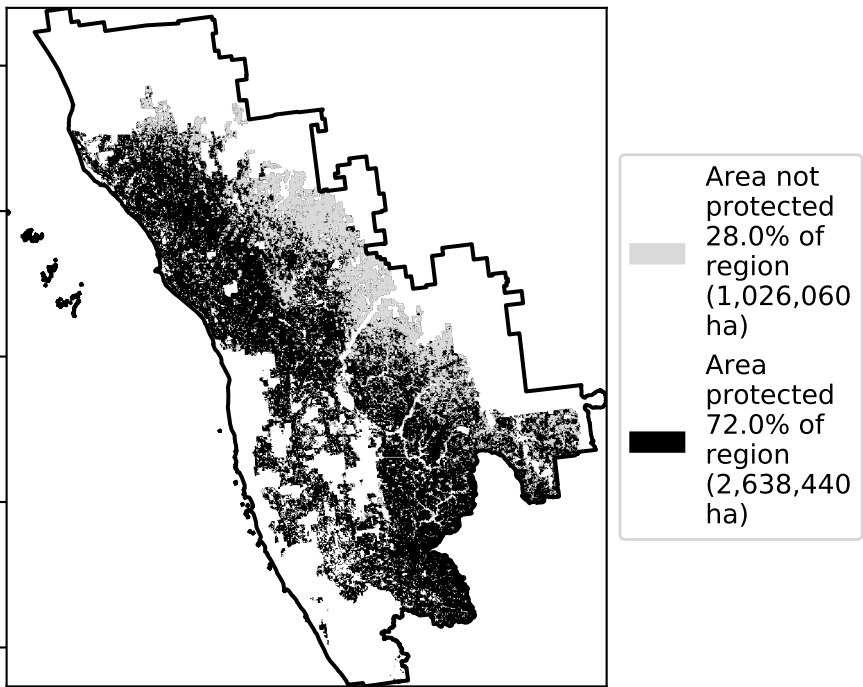 Area not
protected
28.0% of
region
(1,026,060
ha)
Area
protected
72.0% of
region
(2,638,440
ha)